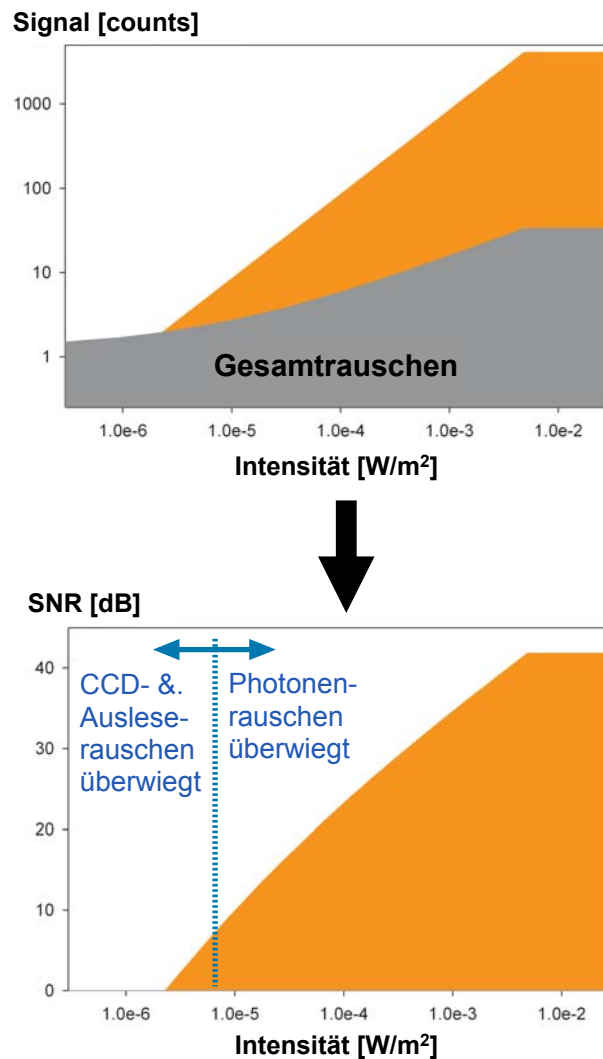 Signal [counts]
1000
100
10
1
Gesamtrauschen
1.0e-6 1.0e-5 1.0e-4 1.0e-3 1.0e-2
Intensität [W/m²]
SNR [dB]
40
30
20
10
0
CCD- &.
Auslese-
rauschen
überwiegt
Photonen-
rauschen
überwiegt
1.0e-6 1.0e-5 1.0e-4 1.0e-3 1.0e-2
Intensität [W/m²]